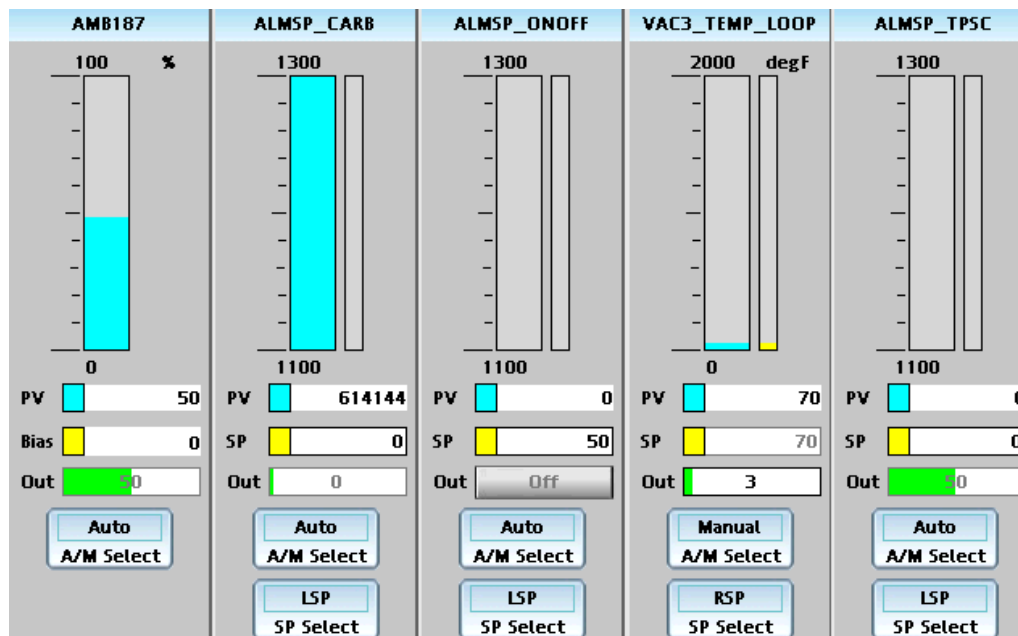 AMB187
100 %
0
PV 50
Bias 0
Out 50
Auto
A/M Select
ALMSP_CARB
1300
1100
PV 614144
SP 0
Out 0
Auto
A/M Select
LSP
SP Select
ALMSP_ONOFF
1300
1100
PV 0
SP 50
Out Off
Auto
A/M Select
LSP
SP Select
VAC3_TEMP_LOOP
2000 degF
0
PV 70
SP 70
Out 3
Manual
A/M Select
RSP
SP Select
ALMSP_TPSC
1300
1100
PV
SP 0
Out 50
Auto
A/M Select
LSP
SP Select